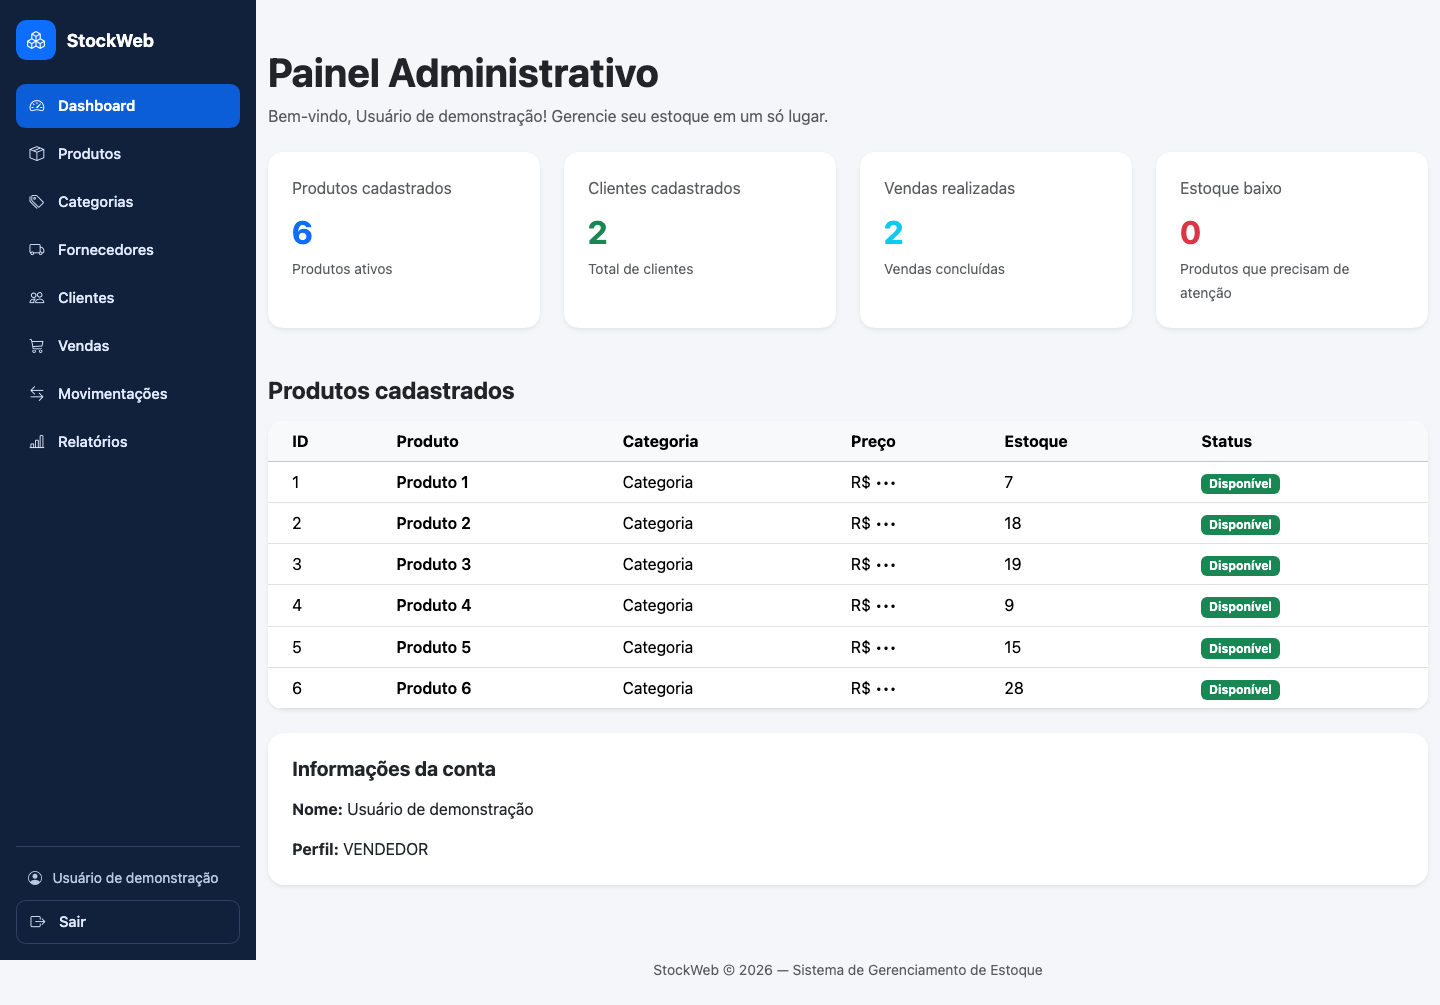 StockWeb
Dashboard
Produtos
Categorias
Fornecedores
Clientes
Vendas
Movimentações
Relatórios
Usuário de demonstração
Sair
Painel Administrativo
Bem-vindo, Usuário de demonstração! Gerencie seu estoque em um só lugar.
Produtos cadastrados
6
Produtos ativos
Clientes cadastrados
2
Total de clientes
Vendas realizadas
2
Vendas concluídas
Estoque baixo
0
Produtos que precisam de
atenção
Produtos cadastrados
ID Produto Categoria Preço Estoque Status
1 Produto 1 Categoria R$ ••• 7 Disponível
2 Produto 2 Categoria R$ ••• 18 Disponível
3 Produto 3 Categoria R$ ••• 19 Disponível
4 Produto 4 Categoria R$ ••• 9 Disponível
5 Produto 5 Categoria R$ ••• 15 Disponível
6 Produto 6 Categoria R$ ••• 28 Disponível
Informações da conta
Nome: Usuário de demonstração
Perfil: VENDEDOR
StockWeb © 2026 — Sistema de Gerenciamento de Estoque